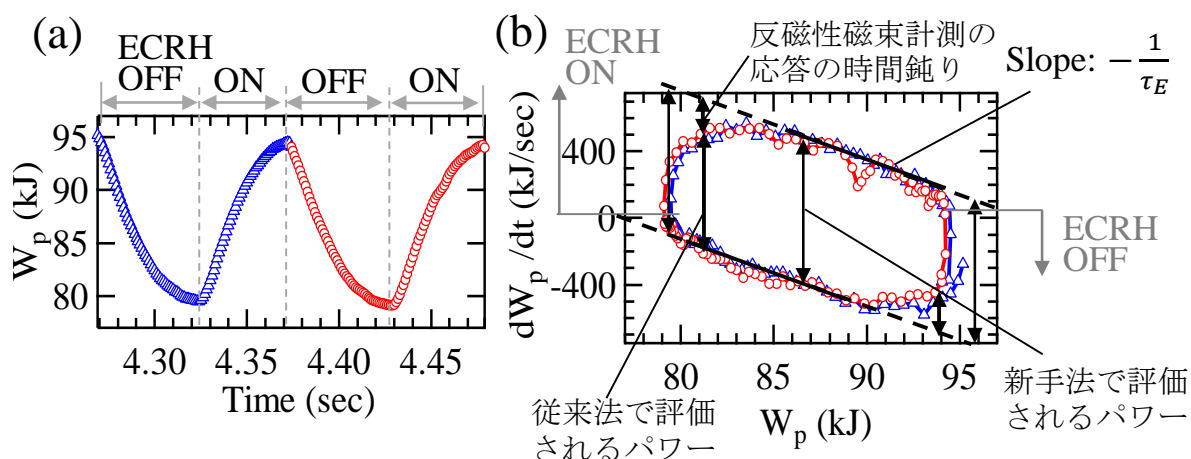 (a)
ECRH
OFF ON OFF ON
95
90
85
80
W_p (kJ)
4.30 4.35 4.40 4.45
Time (sec)
(b)
ECRH
ON
反磁性磁束計測の
応答の時間鈍り
Slope: −1/τ_E
400
0
-400
dW_p /dt (kJ/sec)
ECRH
OFF
80 85 90 95
W_p (kJ)
従来法で評価
されるパワー
新手法で評価
されるパワー